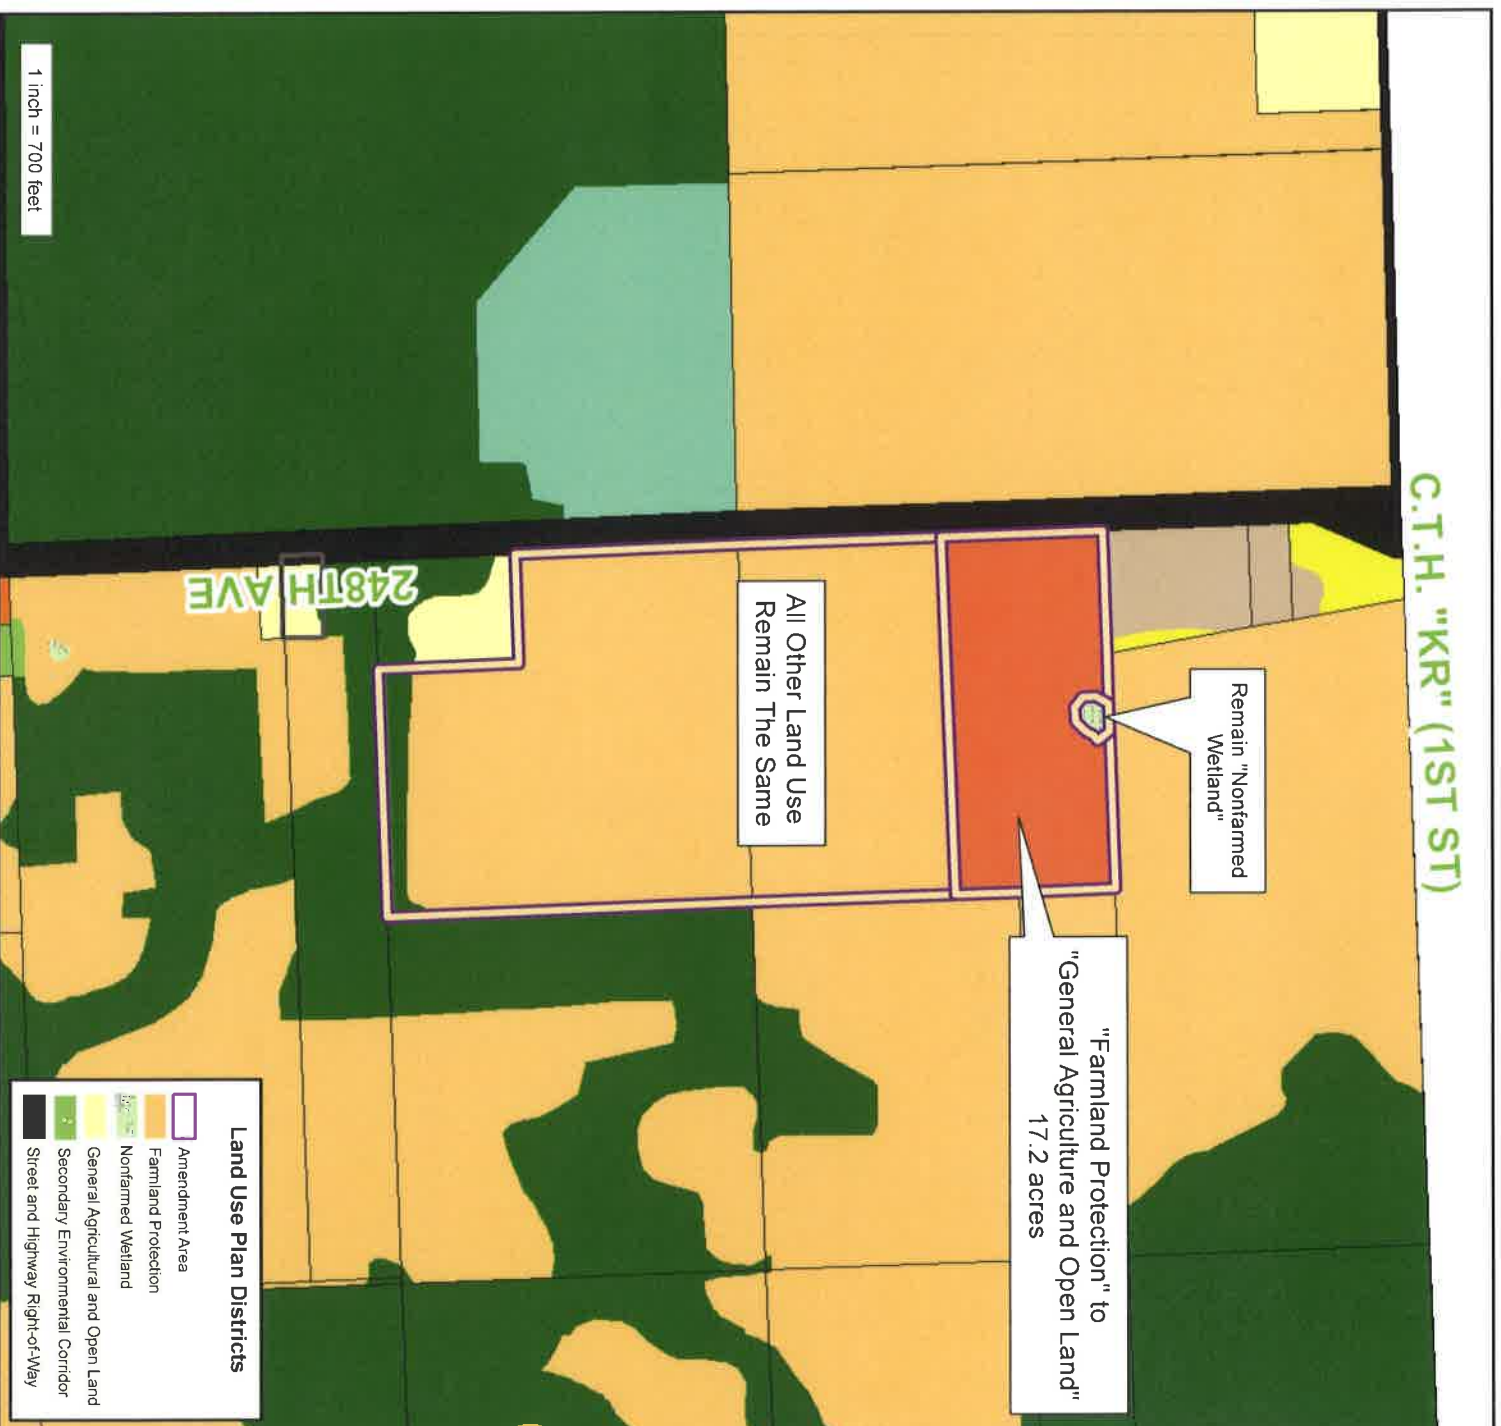 C.T.H. "KR" (1ST ST)
Remain "Nonfarmed
Wetland"
"Farmland Protection" to
"General Agriculture and Open Land"
17.2 acres
All Other Land Use
Remain The Same
248TH AVE
1 inch = 700 feet
Land Use Plan Districts
Amendment Area
Farmland Protection
Nonfarmed Wetland
General Agricultural and Open Land
Secondary Environmental Corridor
Street and Highway Right-of-Way